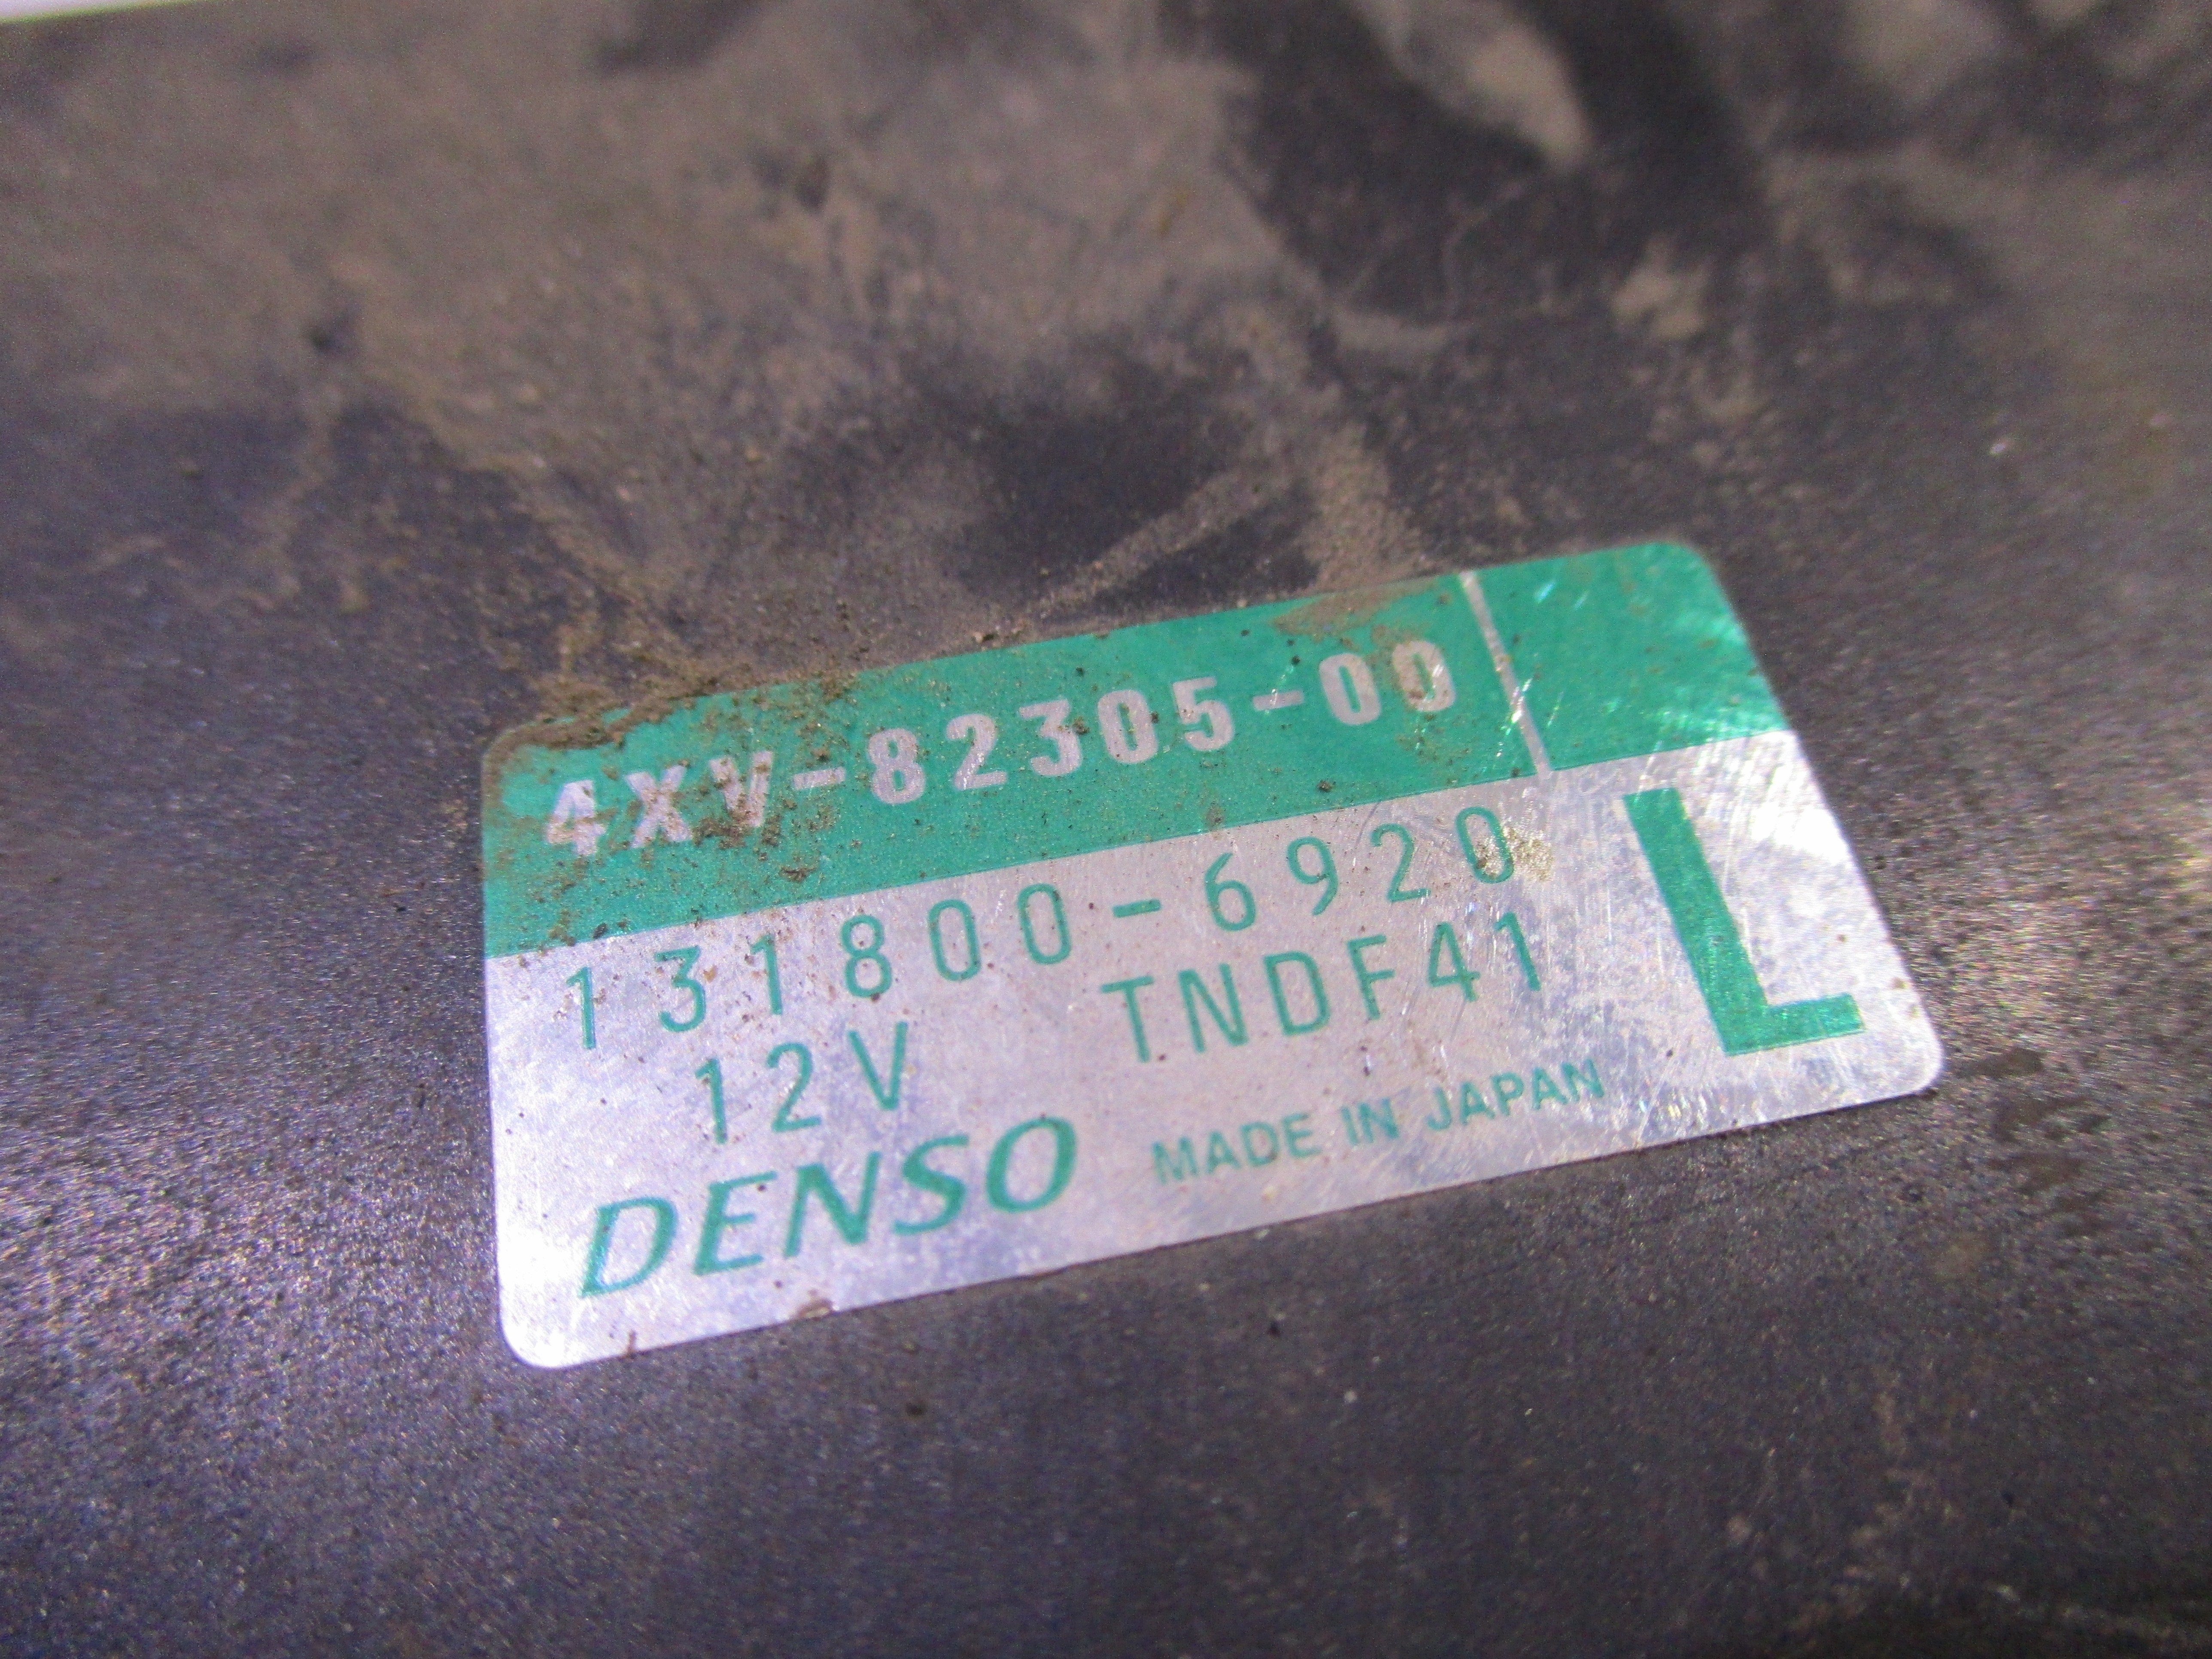 4XV-82305-00
131800-6920
12V TNDF41
L
DENSO MADE IN JAPAN